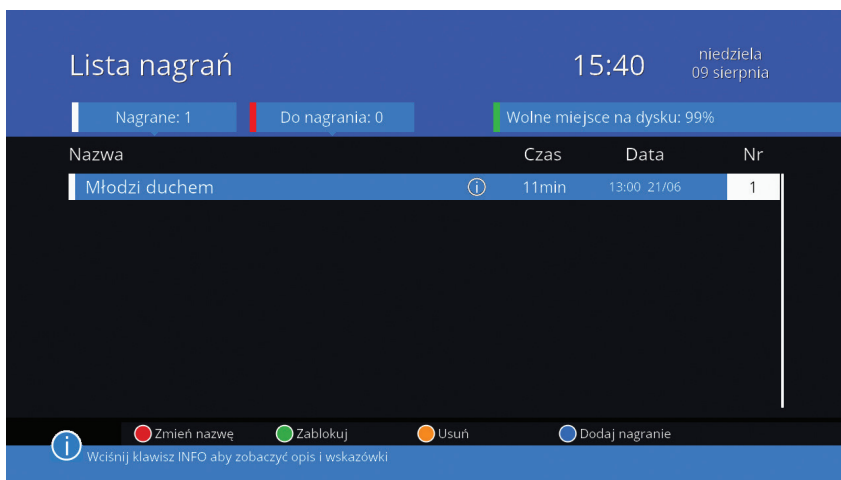 Lista nagrań
15:40
niedziela
09 sierpnia
Nagrane: 1
Do nagrania: 0
Wolne miejsce na dysku: 99%
Nazwa Czas Data Nr
Młodzi duchem 11min 13:00 21/06 1
Zmień nazwę Zablokuj Usuń Dodaj nagranie
Wciśnij klawisz INFO aby zobaczyć opis i wskazówki